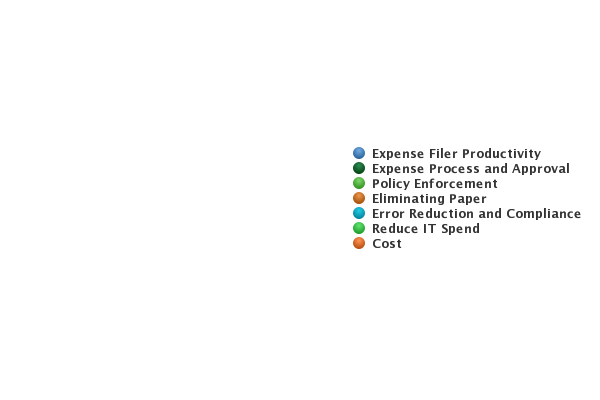 Expense Filer Productivity
Expense Process and Approval
Policy Enforcement
Eliminating Paper
Error Reduction and Compliance
Reduce IT Spend
Cost